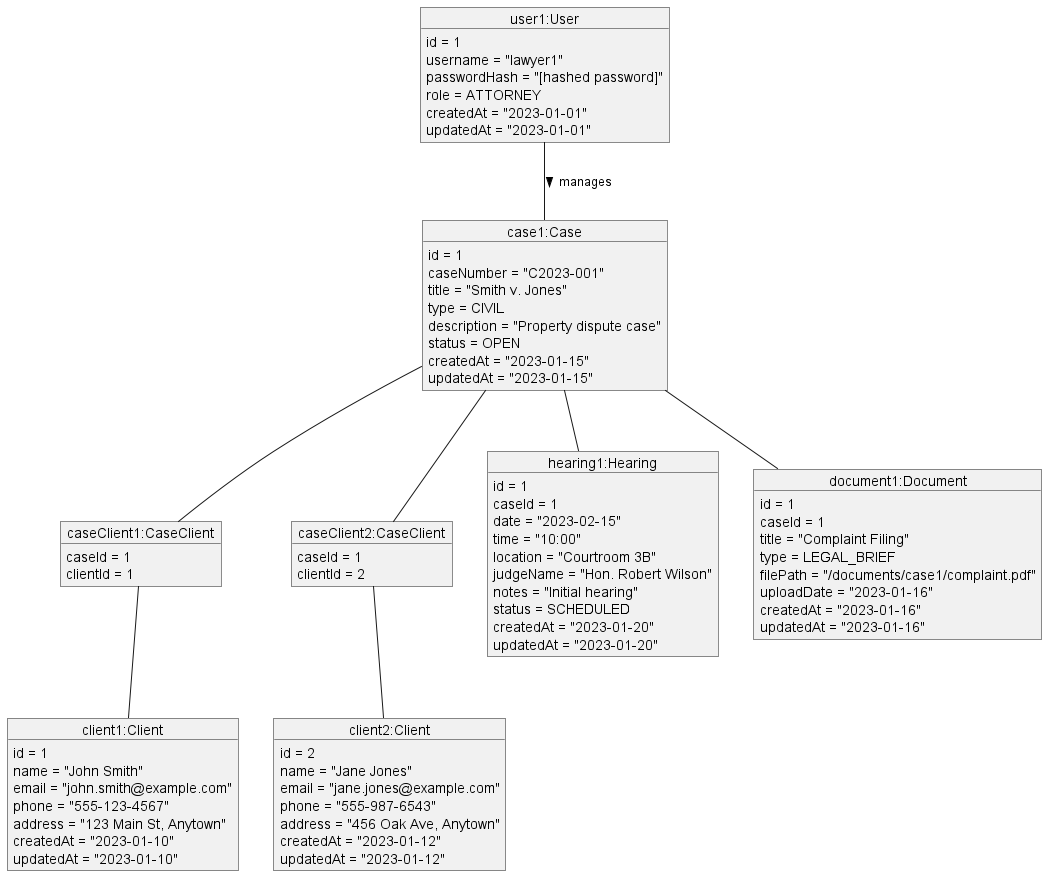 user1:User
id = 1
username = "lawyer1"
passwordHash = "[hashed password]"
role = ATTORNEY
createdAt = "2023-01-01"
updatedAt = "2023-01-01"
manages
case1:Case
id = 1
caseNumber = "C2023-001"
title = "Smith v. Jones"
type = CIVIL
description = "Property dispute case"
status = OPEN
createdAt = "2023-01-15"
updatedAt = "2023-01-15"
caseClient1:CaseClient
caseId = 1
clientId = 1
caseClient2:CaseClient
caseId = 1
clientId = 2
hearing1:Hearing
id = 1
caseId = 1
date = "2023-02-15"
time = "10:00"
location = "Courtroom 3B"
judgeName = "Hon. Robert Wilson"
notes = "Initial hearing"
status = SCHEDULED
createdAt = "2023-01-20"
updatedAt = "2023-01-20"
document1:Document
id = 1
caseId = 1
title = "Complaint Filing"
type = LEGAL_BRIEF
filePath = "/documents/case1/complaint.pdf"
uploadDate = "2023-01-16"
createdAt = "2023-01-16"
updatedAt = "2023-01-16"
client1:Client
id = 1
name = "John Smith"
email = "john.smith@example.com"
phone = "555-123-4567"
address = "123 Main St, Anytown"
createdAt = "2023-01-10"
updatedAt = "2023-01-10"
client2:Client
id = 2
name = "Jane Jones"
email = "jane.jones@example.com"
phone = "555-987-6543"
address = "456 Oak Ave, Anytown"
createdAt = "2023-01-12"
updatedAt = "2023-01-12"